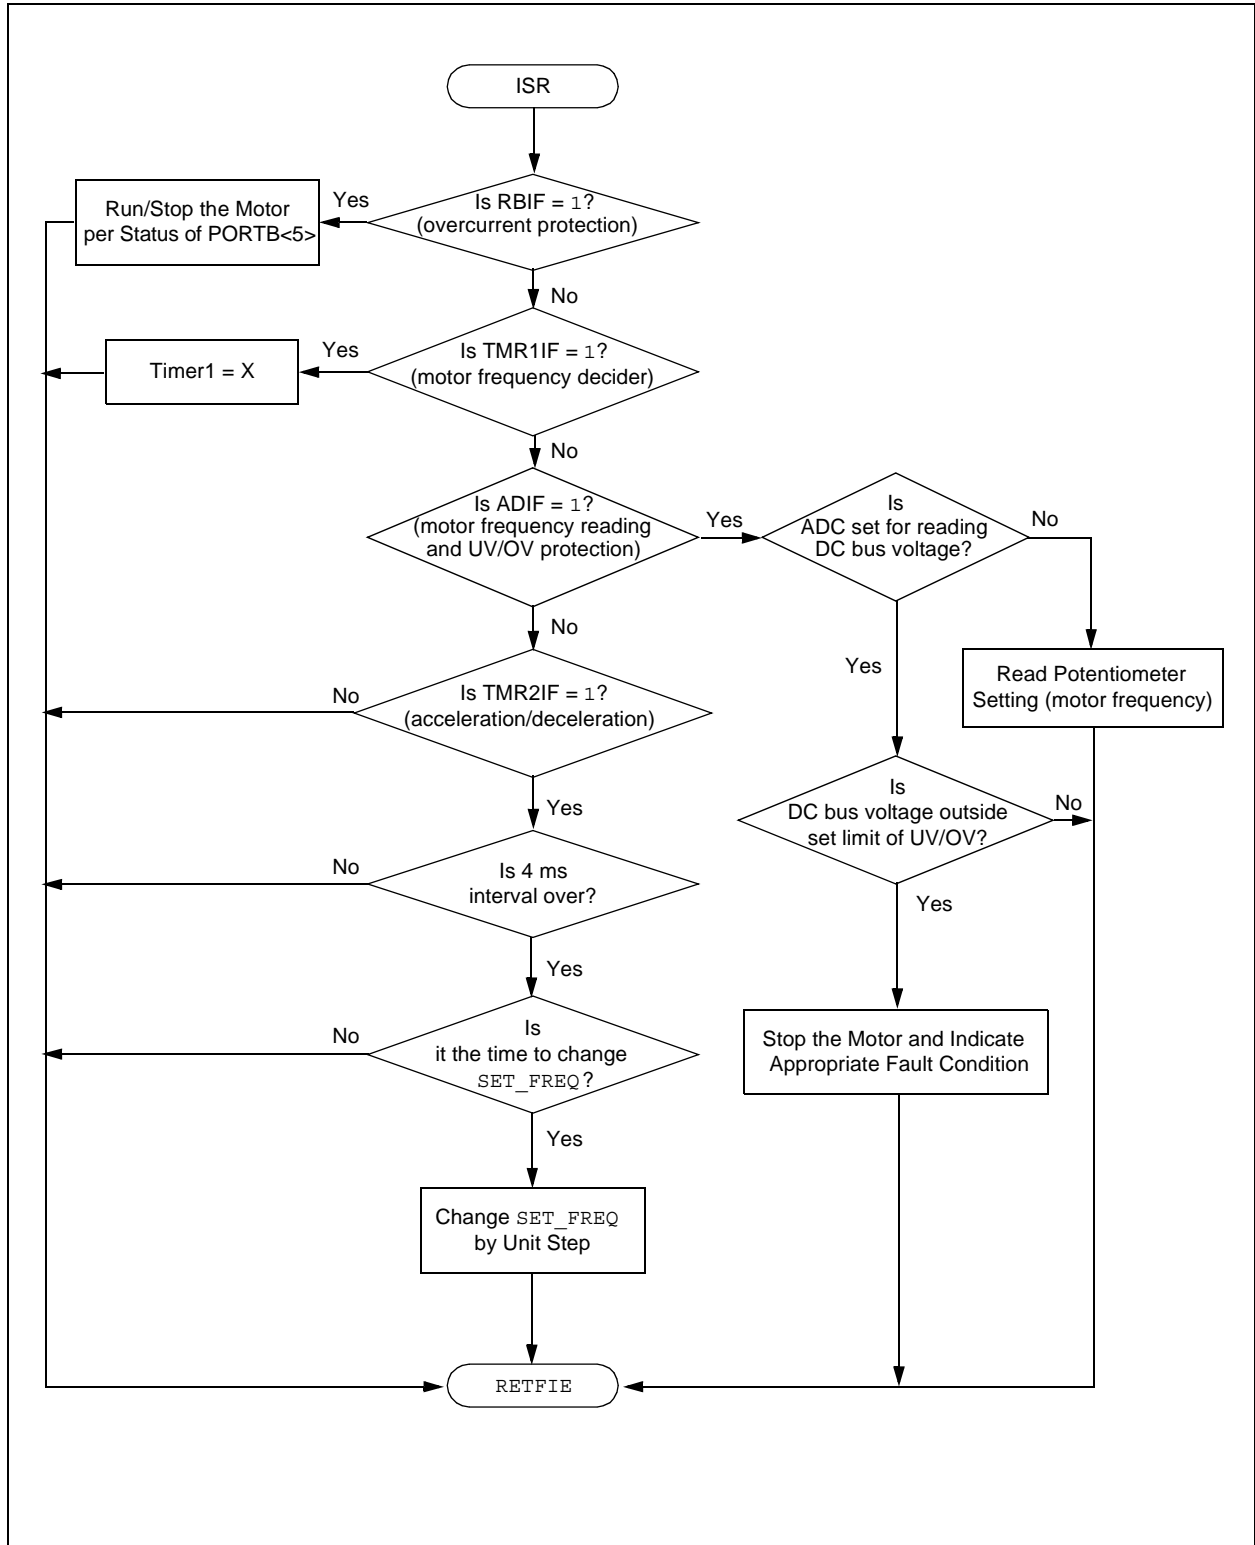 ISR
Is RBIF = 1?
(overcurrent protection)
Yes
Run/Stop the Motor
per Status of PORTB<5>
No
Is TMR1IF = 1?
(motor frequency decider)
Yes
Timer1 = X
No
Is ADIF = 1?
(motor frequency reading
and UV/OV protection)
Yes
Is
ADC set for reading
DC bus voltage?
No
Read Potentiometer
Setting (motor frequency)
Yes
Is
DC bus voltage outside
set limit of UV/OV?
No
Yes
Stop the Motor and Indicate
Appropriate Fault Condition
No
Is TMR2IF = 1?
(acceleration/deceleration)
No
Yes
Is 4 ms
interval over?
No
Yes
Is
it the time to change
SET_FREQ?
No
Yes
Change SET_FREQ
by Unit Step
RETFIE